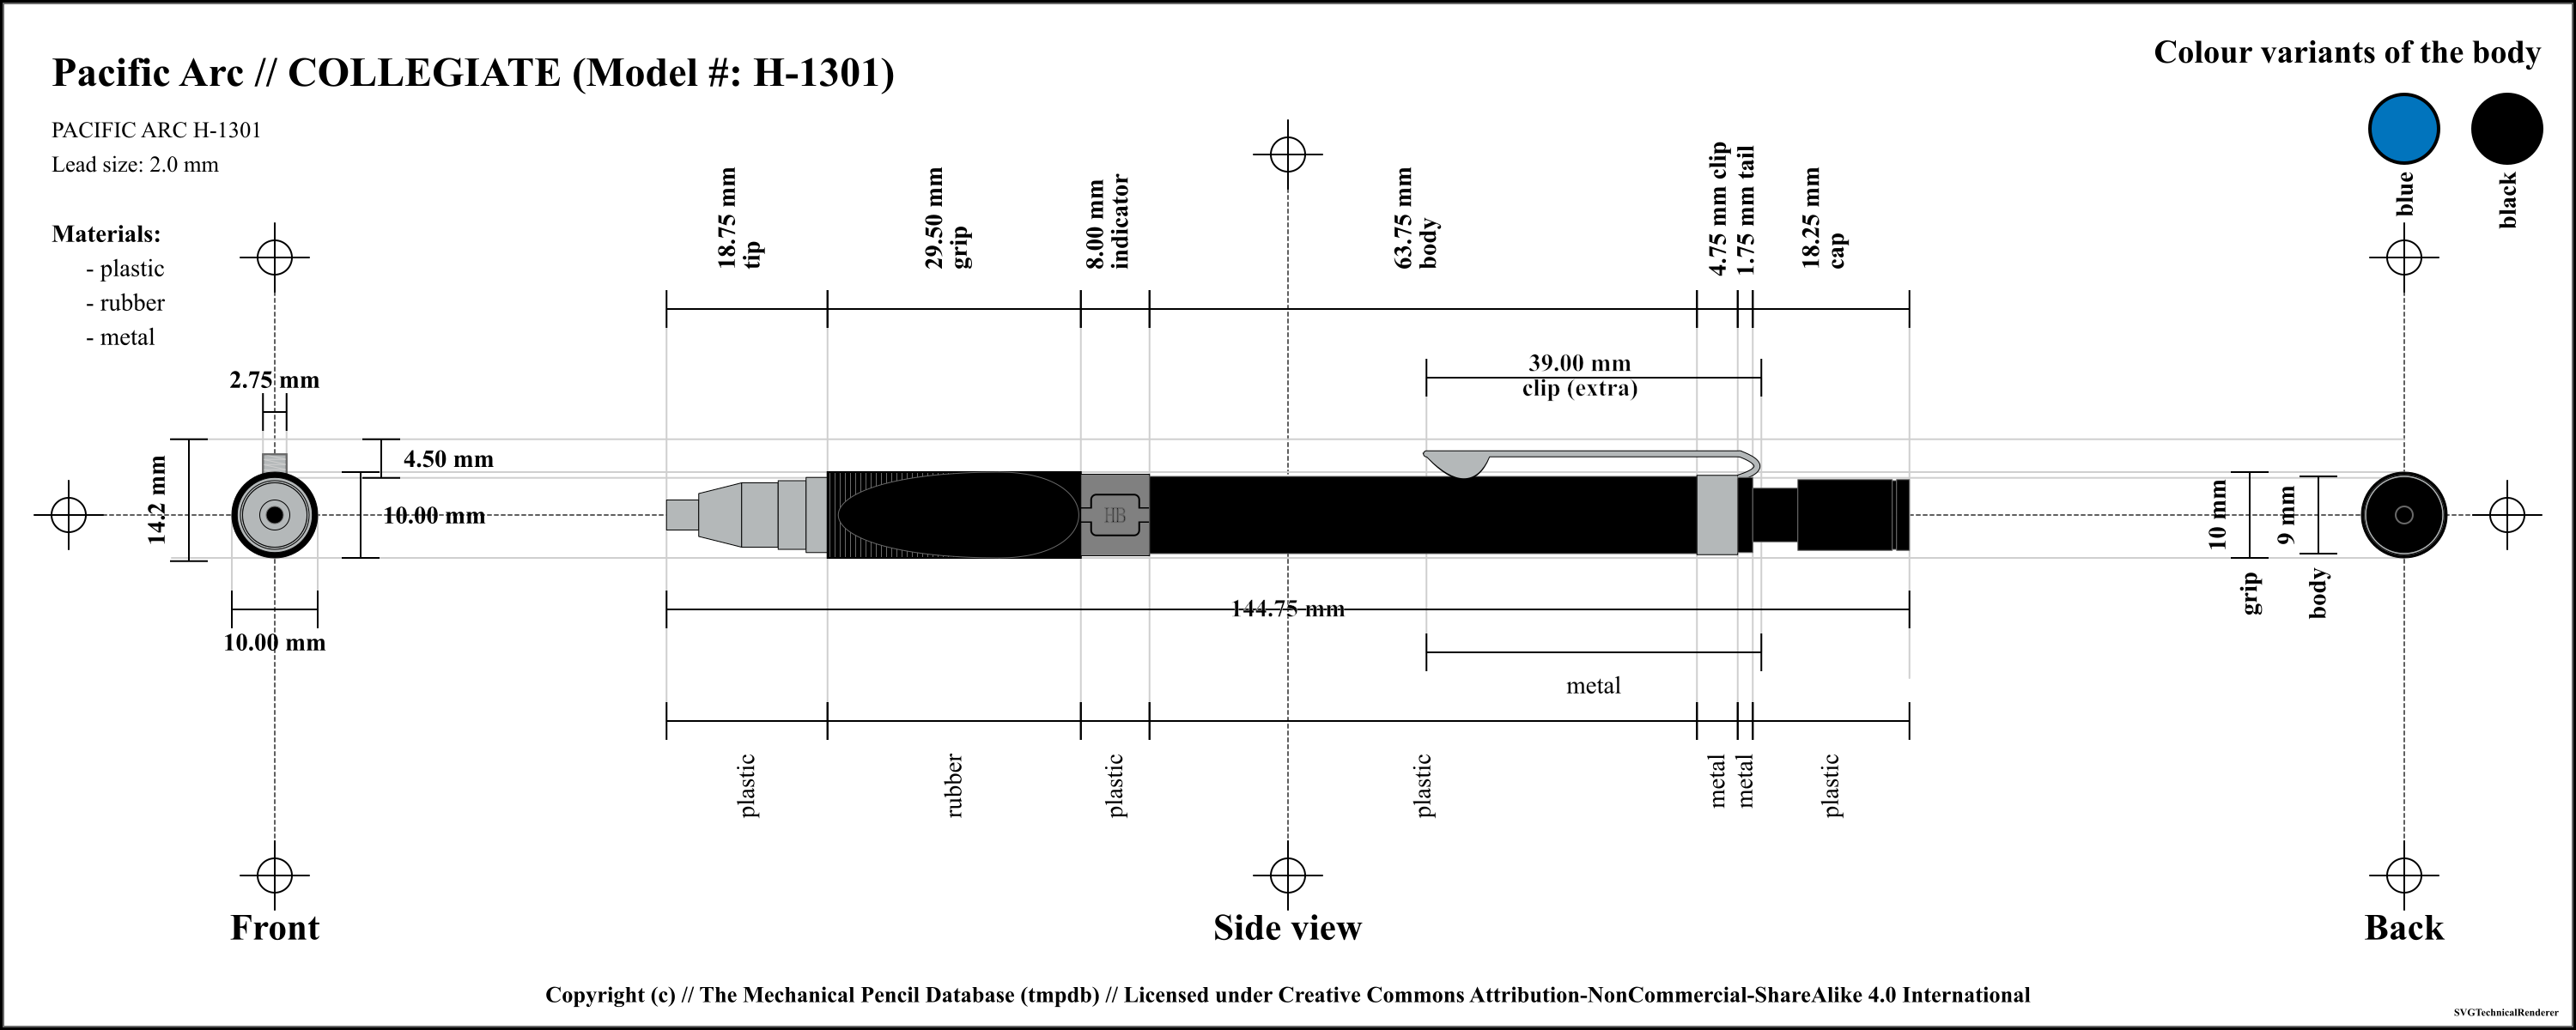 Pacific Arc // COLLEGIATE (Model #: H-1301)
Colour variants of the body
PACIFIC ARC H-1301
Lead size: 2.0 mm
blue
black
Materials:
- plastic
- rubber
- metal
18.75 mm
tip
29.50 mm
grip
8.00 mm
indicator
63.75 mm
body
4.75 mm clip
1.75 mm tail
18.25 mm
cap
39.00 mm
clip (extra)
2.75 mm
4.50 mm
14.2 mm
10.00 mm
10.00 mm
HB
144.75 mm
10 mm
grip
9 mm
body
metal
plastic
rubber
plastic
plastic
metal
metal
plastic
Front
Side view
Back
Copyright (c) // The Mechanical Pencil Database (tmpdb) // Licensed under Creative Commons Attribution-NonCommercial-ShareAlike 4.0 International
SVGTechnicalRenderer